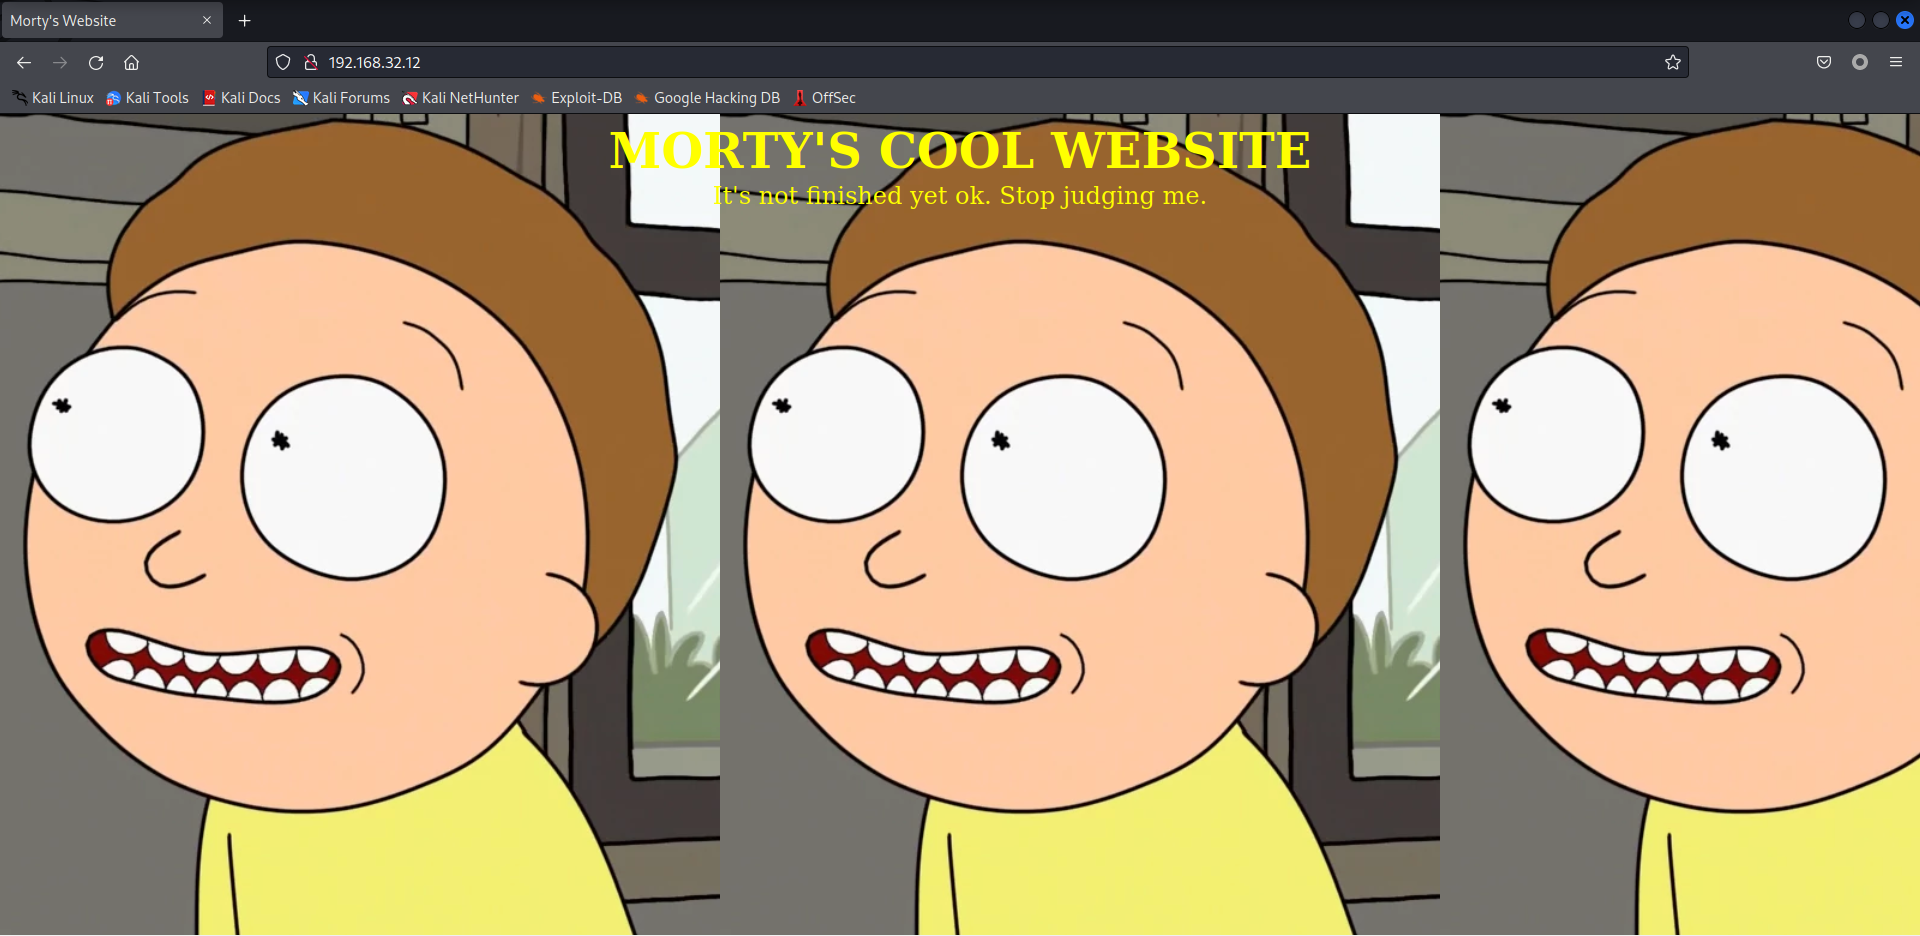 Morty's Website
192.168.32.12
Kali Linux Kali Tools Kali Docs Kali Forums Kali NetHunter Exploit-DB Google Hacking DB OffSec
MORTY'S COOL WEBSITE
It's not finished yet ok. Stop judging me.